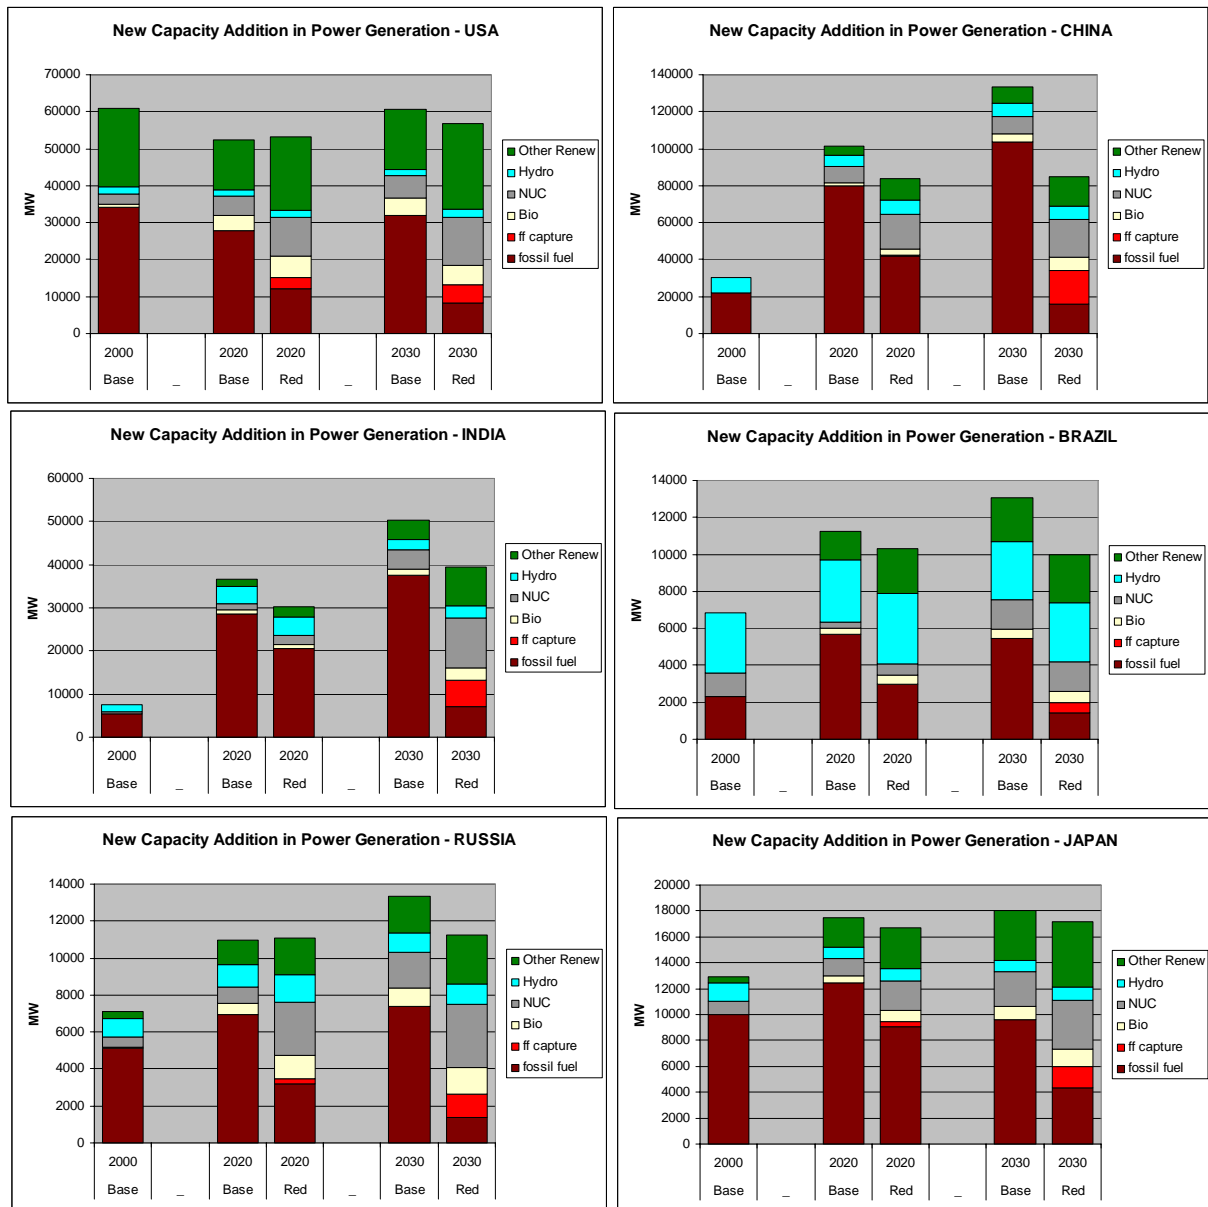 New Capacity Addition in Power Generation - USA
70000
60000
50000
40000
30000
20000
10000
0
MW
2000 2020 2020 2030 2030
Base _ Base Red _ Base Red
Other Renew
Hydro
NUC
Bio
ff capture
fossil fuel
New Capacity Addition in Power Generation - CHINA
140000
120000
100000
80000
60000
40000
20000
0
MW
2000 2020 2020 2030 2030
Base _ Base Red _ Base Red
Other Renew
Hydro
NUC
Bio
ff capture
fossil fuel
New Capacity Addition in Power Generation - INDIA
60000
50000
40000
30000
20000
10000
0
MW
2000 2020 2020 2030 2030
Base _ Base Red _ Base Red
Other Renew
Hydro
NUC
Bio
ff capture
fossil fuel
New Capacity Addition in Power Generation - BRAZIL
14000
12000
10000
8000
6000
4000
2000
0
MW
2000 2020 2020 2030 2030
Base _ Base Red _ Base Red
Other Renew
Hydro
NUC
Bio
ff capture
fossil fuel
New Capacity Addition in Power Generation - RUSSIA
14000
12000
10000
8000
6000
4000
2000
0
MW
2000 2020 2020 2030 2030
Base _ Base Red _ Base Red
Other Renew
Hydro
NUC
Bio
ff capture
fossil fuel
New Capacity Addition in Power Generation - JAPAN
20000
18000
16000
14000
12000
10000
8000
6000
4000
2000
0
MW
2000 2020 2020 2030 2030
Base _ Base Red _ Base Red
Other Renew
Hydro
NUC
Bio
ff capture
fossil fuel